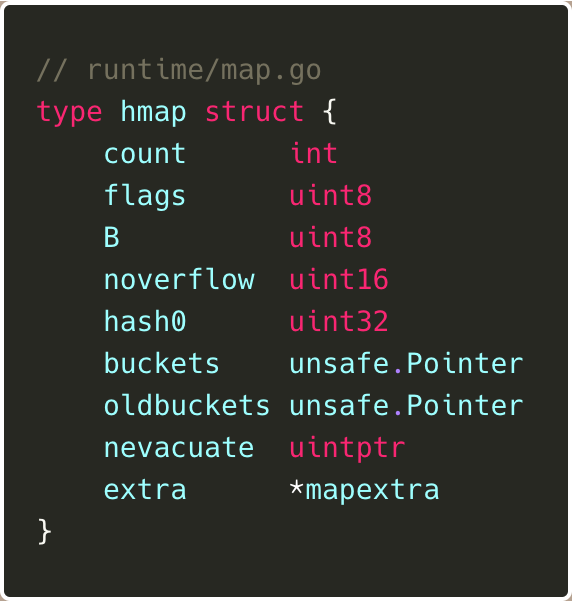 // runtime/map.go
type hmap struct {
    count      int
    flags      uint8
    B          uint8
    noverflow  uint16
    hash0      uint32
    buckets    unsafe.Pointer
    oldbuckets unsafe.Pointer
    nevacuate  uintptr
    extra      *mapextra
}